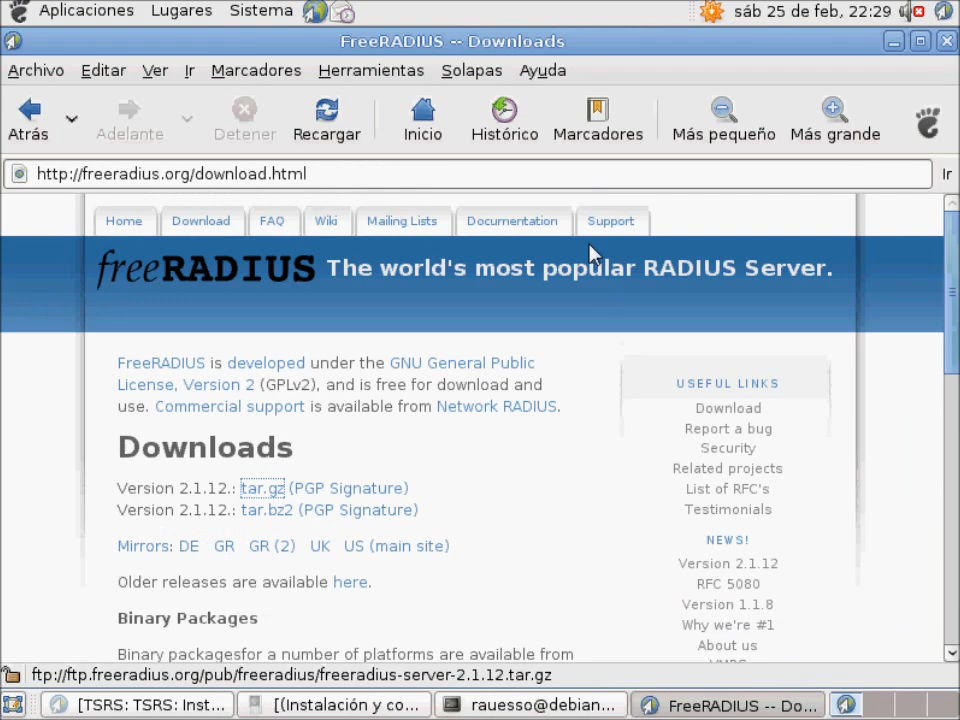 Aplicaciones Lugares Sistema sáb 25 de feb, 22:29
FreeRADIUS -- Downloads
Archivo Editar Ver Ir Marcadores Herramientas Solapas Ayuda
Atrás Adelante Detener Recargar Inicio Histórico Marcadores Más pequeño Más grande
http://freeradius.org/download.html Ir
Home Download FAQ Wiki Mailing Lists Documentation Support
freeRADIUS The world's most popular RADIUS Server.
FreeRADIUS is developed under the GNU General Public
License, Version 2 (GPLv2), and is free for download and
use. Commercial support is available from Network RADIUS.
Downloads
Version 2.1.12.: tar.gz (PGP Signature)
Version 2.1.12.: tar.bz2 (PGP Signature)
Mirrors: DE GR GR (2) UK US (main site)
Older releases are available here.
Binary Packages
Binary packagesfor a number of platforms are available from
USEFUL LINKS
Download
Report a bug
Security
Related projects
List of RFC's
Testimonials
NEWS!
Version 2.1.12
RFC 5080
Version 1.1.8
Why we're #1
About us
ftp://ftp.freeradius.org/pub/freeradius/freeradius-server-2.1.12.tar.gz
[TSRS: TSRS: Inst... [(Instalación y co... rauesso@debian... FreeRADIUS -- Do...